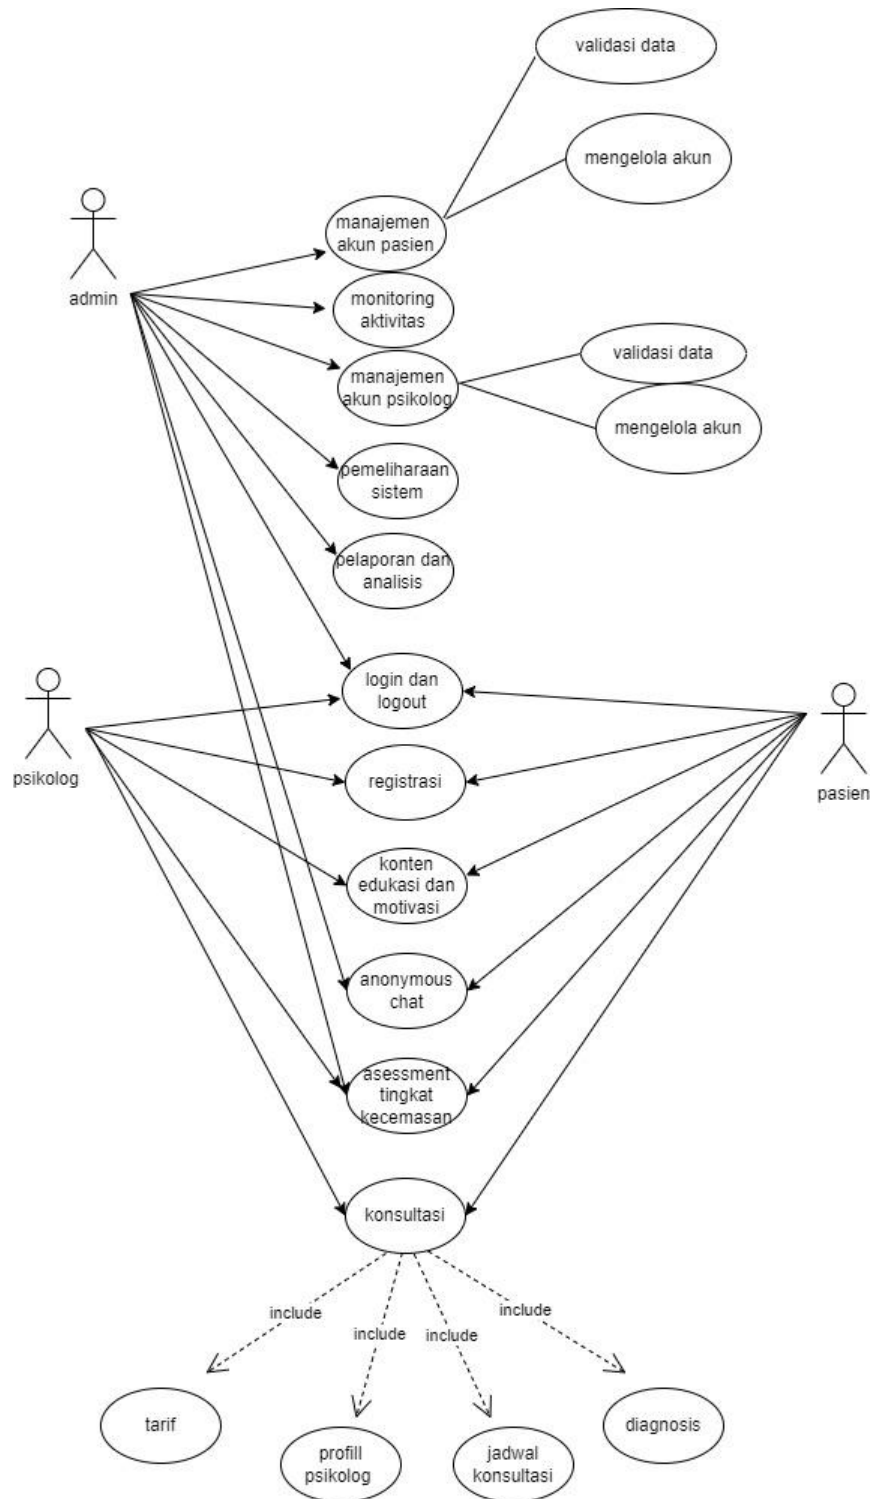 validasi data
mengelola akun
manajemen
akun pasien
admin
monitoring
aktivitas
validasi data
manajemen
akun psikolog
mengelola akun
pemeliharaan
sistem
pelaporan dan
analisis
login dan
logout
psikolog
registrasi
pasien
konten
edukasi dan
motivasi
anonymous
chat
asessment
tingkat
kecemasan
konsultasi
include
include
include
include
tarif
profill
psikolog
jadwal
konsultasi
diagnosis